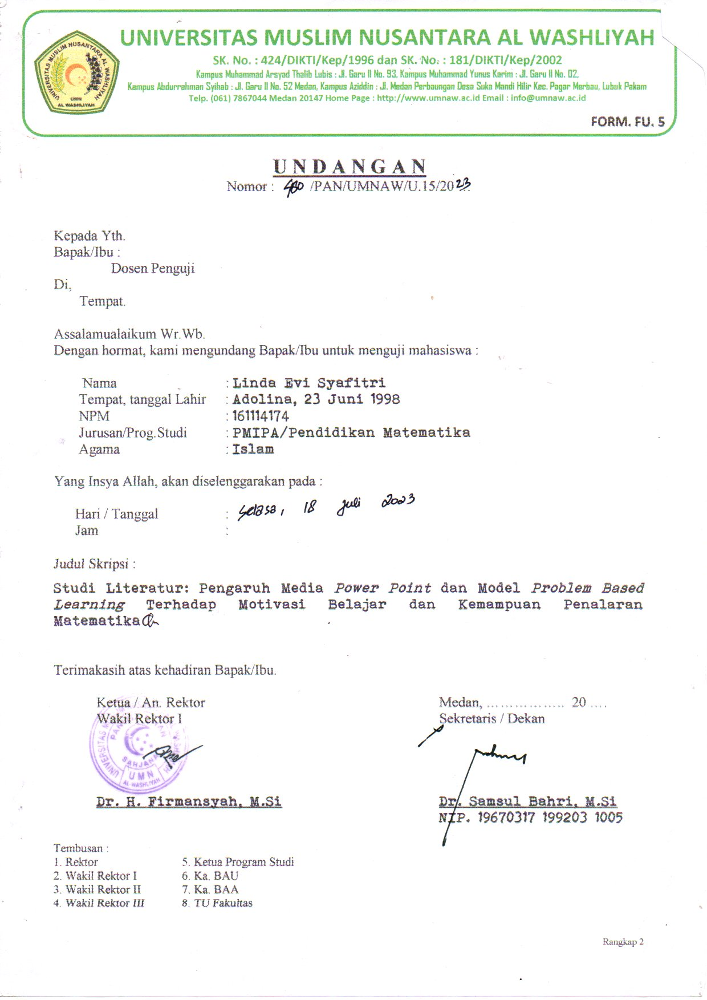 UNIVERSITAS MUSLIM NUSANTARA AL WASHLIYAH
SK. No. : 424/DIKTI/Kep/1996 dan SK. No. : 181/DIKTI/Kep/2002
Kampus Muhammad Arsyad Thalib Lubis : Jl. Garu II No. 93, Kampus Muhammad Yunus Karim : Jl. Garu II No. 02,
Kampus Abdurrahman Syihab : Jl. Garu II No. 52 Medan, Kampus Aziddin : Jl. Medan Perbaungan Desa Suka Mandi Hilir Kec. Pagar Merbau, Lubuk Pakam
Telp. (061) 7867044 Medan 20147 Home Page : http://www.umnaw.ac.id Email : info@umnaw.ac.id
UNIVERSITAS MUSLIM NUSANTARA AL WASHLIYAH
UMN
AL WASHLIYAH
FORM. FU. 5
UNDANGAN
Nomor : 480 /PAN/UMNAW/U.15/2023
Kepada Yth.
Bapak/Ibu :
Dosen Penguji
Di,
Tempat.
Assalamualaikum Wr.Wb.
Dengan hormat, kami mengundang Bapak/Ibu untuk menguji mahasiswa :
Nama : Linda Evi Syafitri
Tempat, tanggal Lahir : Adolina, 23 Juni 1998
NPM : 161114174
Jurusan/Prog.Studi : PMIPA/Pendidikan Matematika
Agama : Islam
Yang Insya Allah, akan diselenggarakan pada :
Hari / Tanggal : Selasa, 18 Juli 2023
Jam :
Judul Skripsi :
Studi Literatur: Pengaruh Media Power Point dan Model Problem Based
Learning Terhadap Motivasi Belajar dan Kemampuan Penalaran
Matematika
Terimakasih atas kehadiran Bapak/Ibu.
Ketua / An. Rektor
Wakil Rektor I
Medan, ................. 20 ....
Sekretaris / Dekan
SARJANA
UMN
AL-WASHLIYAH
Dr. H. Firmansyah, M.Si
Dr. Samsul Bahri, M.Si
NIP. 19670317 199203 1005
Tembusan :
1. Rektor
2. Wakil Rektor I
3. Wakil Rektor II
4. Wakil Rektor III
5. Ketua Program Studi
6. Ka. BAU
7. Ka. BAA
8. TU Fakultas
Rangkap 2